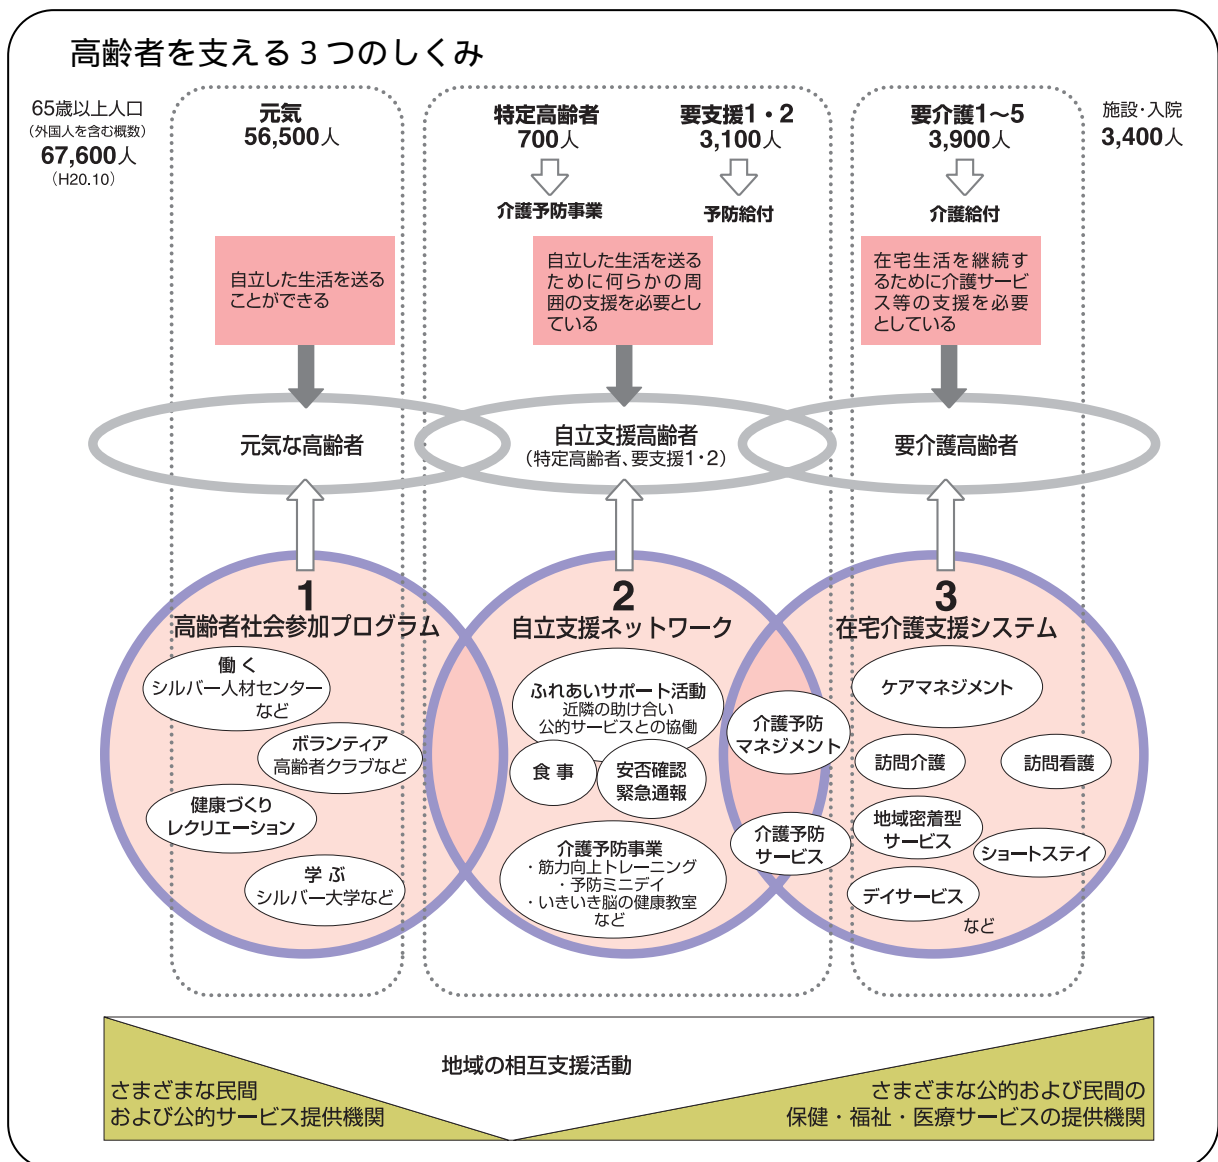 高齢者を支える3つのしくみ
65歳以上人口
(外国人を含む概数)
67,600人
(H20.10)
元気
56,500人
特定高齢者
700人
介護予防事業
要支援1・2
3,100人
予防給付
要介護1〜5
3,900人
介護給付
施設・入院
3,400人
自立した生活を送る
ことができる
自立した生活を送る
ために何らかの周
囲の支援を必要とし
ている
在宅生活を継続す
るために介護サービ
ス等の支援を必要
としている
元気な高齢者
自立支援高齢者
(特定高齢者、要支援1・2)
要介護高齢者
1
高齢者社会参加プログラム
働く
シルバー人材センター
など
ボランティア
高齢者クラブなど
健康づくり
レクリエーション
学ぶ
シルバー大学など
2
自立支援ネットワーク
ふれあいサポート活動
近隣の助け合い
公的サービスとの協働
食事
安否確認
緊急通報
介護予防事業
・筋力向上トレーニング
・予防ミニデイ
・いきいき脳の健康教室
など
介護予防
マネジメント
介護予防
サービス
3
在宅介護支援システム
ケアマネジメント
訪問介護
訪問看護
地域密着型
サービス
ショートステイ
デイサービス
など
地域の相互支援活動
さまざまな民間
および公的サービス提供機関
さまざまな公的および民間の
保健・福祉・医療サービスの提供機関